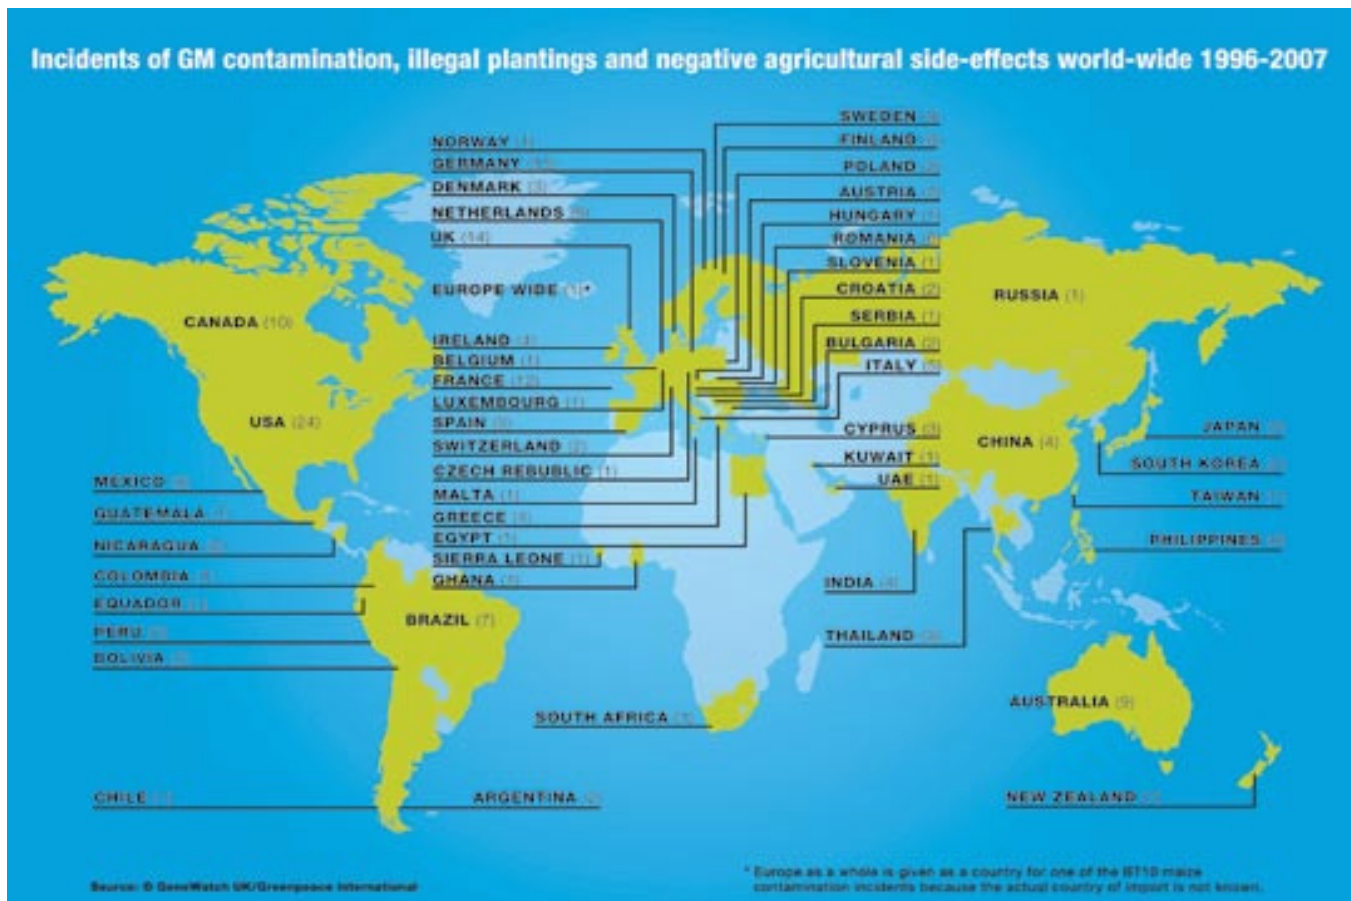 Incidents of GM contamination, illegal plantings and negative agricultural side-effects world-wide 1996-2007
NORWAY (1)
GERMANY
DENMARK (3)
NETHERLANDS
UK (14)
EUROPE WIDE
IRELAND (4)
BELGIUM (1)
FRANCE (12)
LUXEMBOURG (1)
SPAIN
SWITZERLAND (2)
CZECH REBUBLIC (1)
MALTA (1)
GREECE
EGYPT (1)
SIERRA LEONE (1)
GHANA (1)
SWEDEN
FINLAND
POLAND
AUSTRIA
HUNGARY (1)
ROMANIA
SLOVENIA (1)
CROATIA (2)
SERBIA (1)
BULGARIA (2)
ITALY
CYPRUS (3)
KUWAIT (1)
UAE (1)
CANADA (10)
USA (24)
MEXICO
GUATEMALA
NICARAGUA
COLOMBIA
EQUADOR
PERU
BOLIVIA
BRAZIL (7)
CHILE
ARGENTINA
SOUTH AFRICA
RUSSIA (1)
CHINA (4)
JAPAN
SOUTH KOREA
TAIWAN
PHILIPPINES
INDIA (4)
THAILAND
AUSTRALIA (9)
NEW ZEALAND
Source: © GeneWatch UK/Greenpeace International
* Europe as a whole is given as a country for one of the BT10 maize
contamination incidents because the actual country of import is not known.